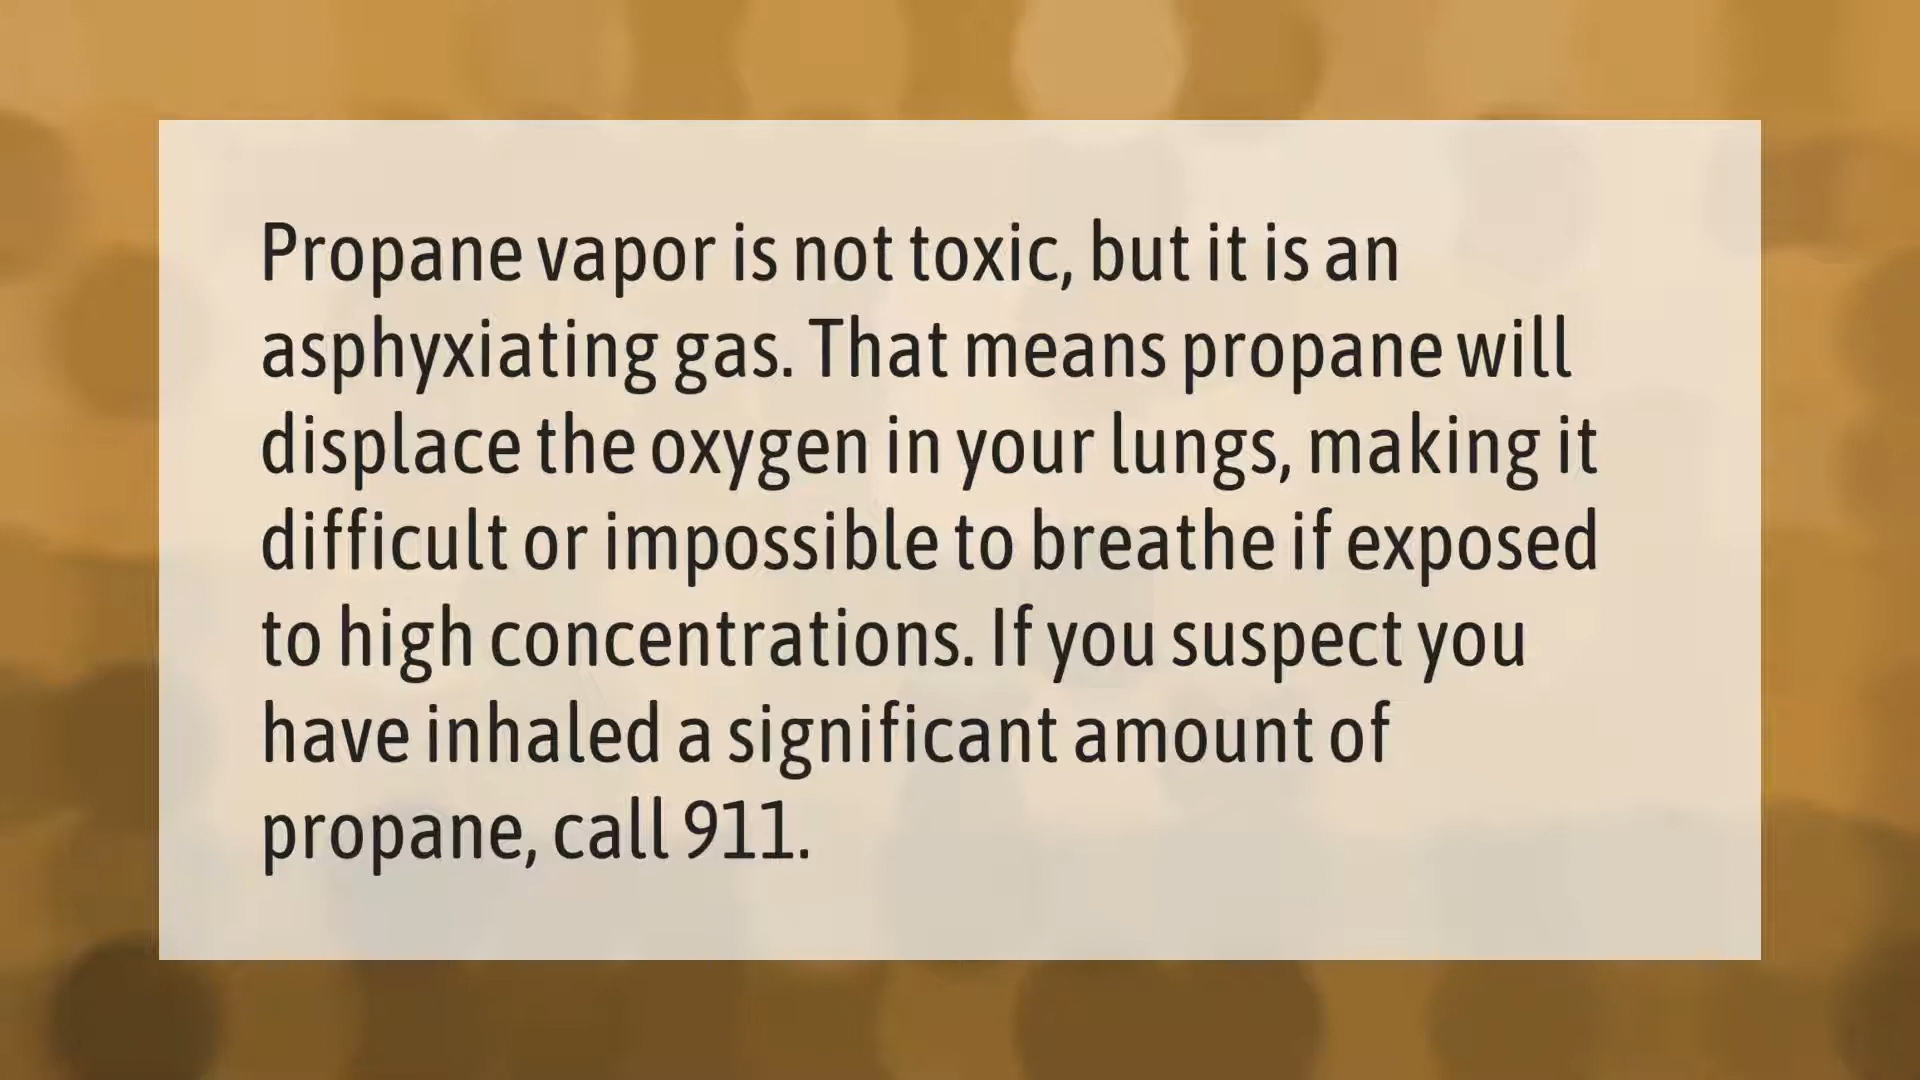 Propane vapor is not toxic, but it is an
asphyxiating gas. That means propane will
displace the oxygen in your lungs, making it
difficult or impossible to breathe if exposed
to high concentrations. If you suspect you
have inhaled a significant amount of
propane, call 911.